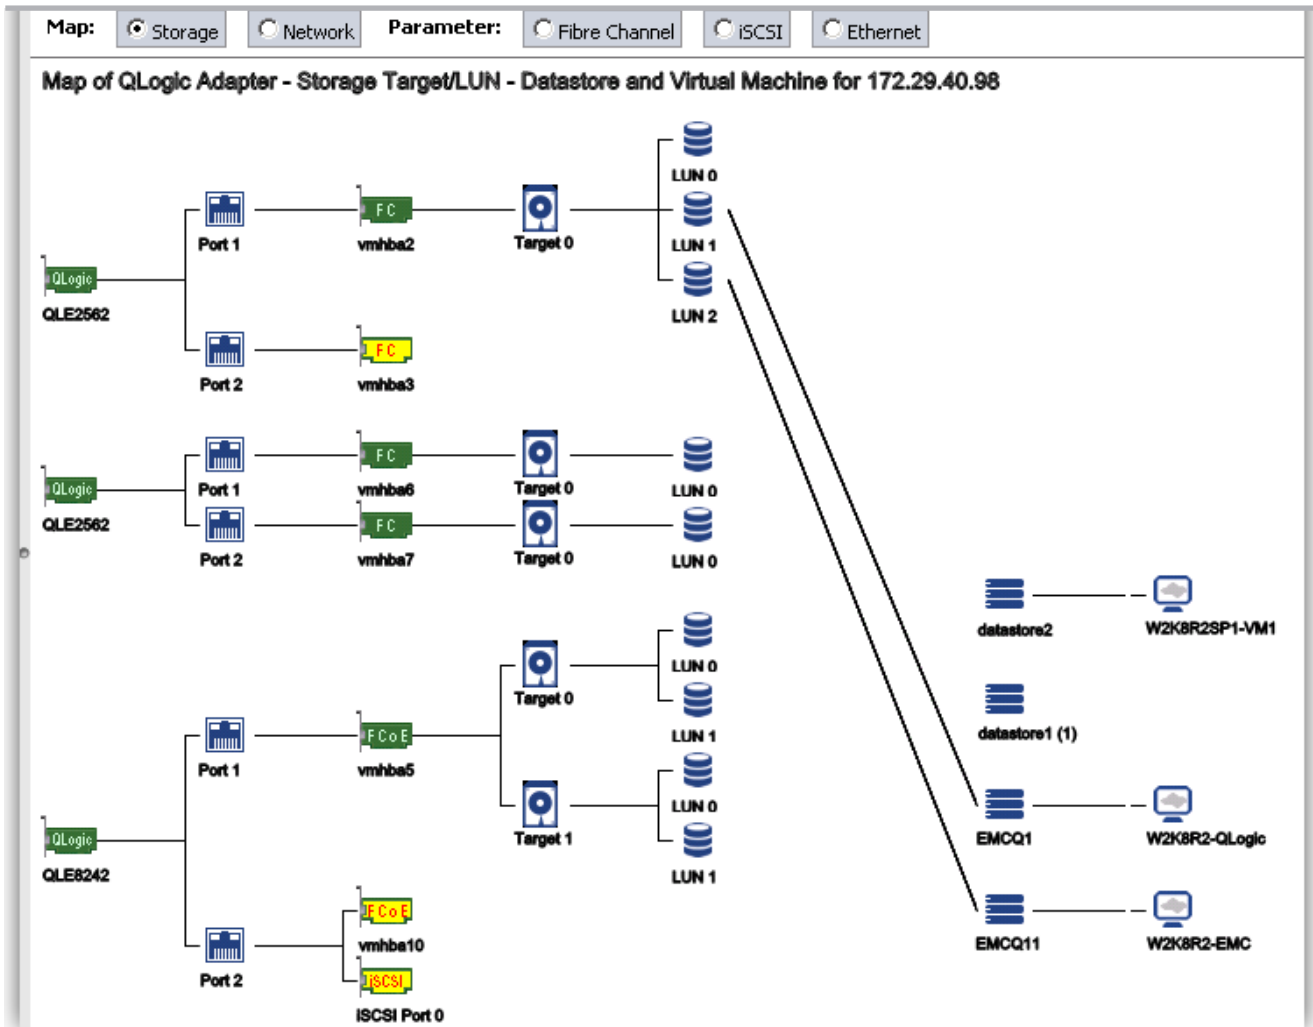 Map: Storage Network Parameter: Fibre Channel iSCSI Ethernet
Map of QLogic Adapter - Storage Target/LUN - Datastore and Virtual Machine for 172.29.40.98
LUN 0
FC
Port 1 vmhba2 Target 0 LUN 1
QLogic
QLE2562 LUN 2
FC
Port 2 vmhba3
FC
QLogic Port 1 vmhba6 Target 0 LUN 0
QLE2562 FC
Port 2 vmhba7 Target 0 LUN 0
datastore2 W2K8R2SP1-VM1
LUN 0
Target 0
FCoE LUN 1 datastore1 (1)
Port 1 vmhba5
LUN 0
QLogic Target 1 EMCQ1 W2K8R2-QLogic
QLE8242 LUN 1
FCoE
vmhba10 EMCQ11 W2K8R2-EMC
Port 2 iSCSI
iSCSI Port 0